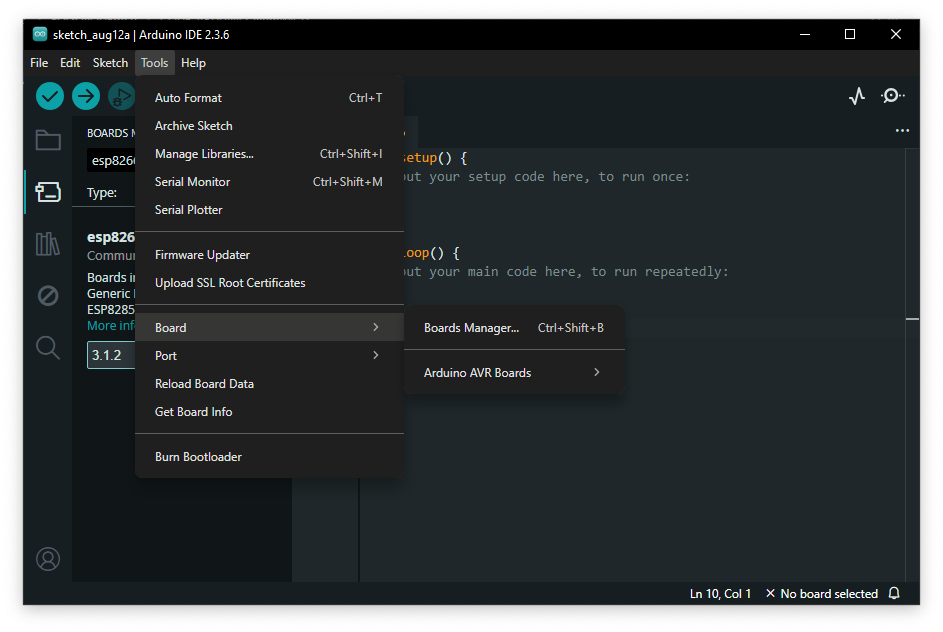 sketch_aug12a | Arduino IDE 2.3.6
File Edit Sketch Tools Help
Auto Format Ctrl+T
Archive Sketch
Manage Libraries... Ctrl+Shift+I
Serial Monitor Ctrl+Shift+M
Serial Plotter
Firmware Updater
Upload SSL Root Certificates
Board
Port
Reload Board Data
Get Board Info
Burn Bootloader
Boards Manager... Ctrl+Shift+B
Arduino AVR Boards
BOARDS M
esp826
Type:
esp826
Commun
Boards in
Generic
ESP8285
More inf
3.1.2
setup() {
ut your setup code here, to run once:
loop() {
ut your main code here, to run repeatedly:
Ln 10, Col 1 No board selected